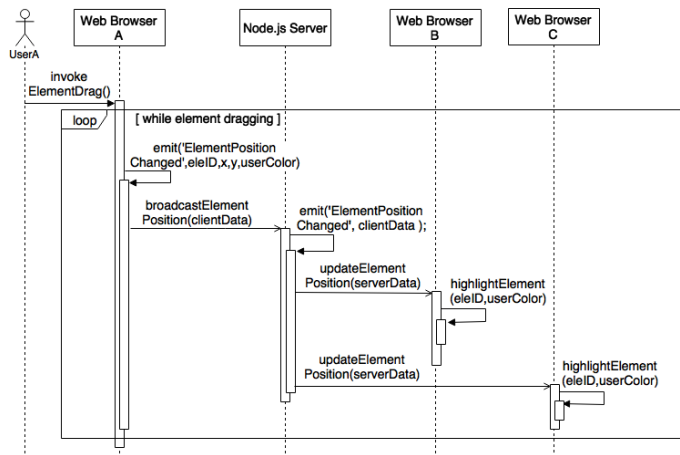 Web Browser
A
Node.js Server
Web Browser
B
Web Browser
C
UserA
invoke
ElementDrag()
loop
[ while element dragging ]
emit('ElementPosition
Changed',eleID,x,y,userColor)
broadcastElement
Position(clientData)
emit('ElementPosition
Changed', clientData );
updateElement
Position(serverData)
highlightElement
(eleID,userColor)
updateElement
Position(serverData)
highlightElement
(eleID,userColor)